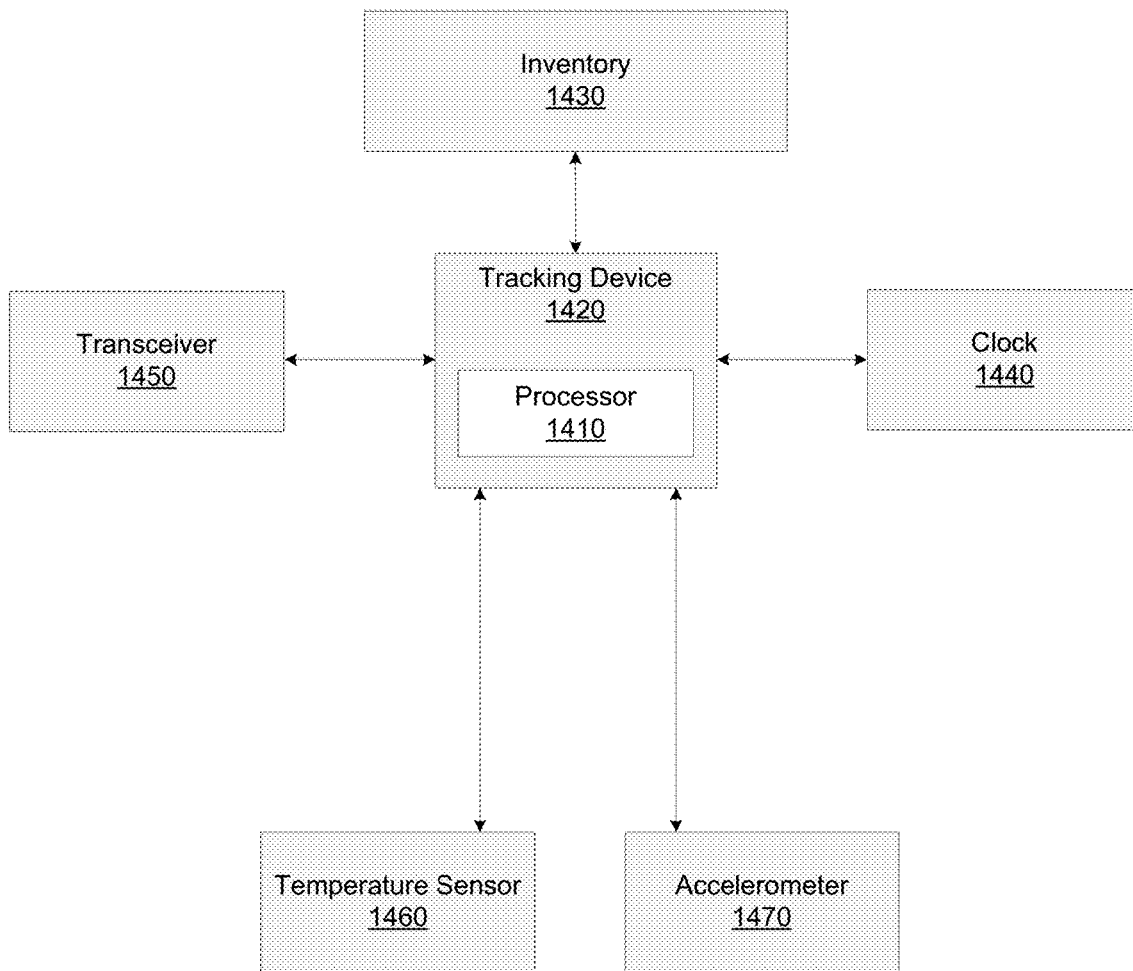 Inventory
1430
Tracking Device
1420
Transceiver
1450
Clock
1440
Processor
1410
Temperature Sensor
1460
Accelerometer
1470